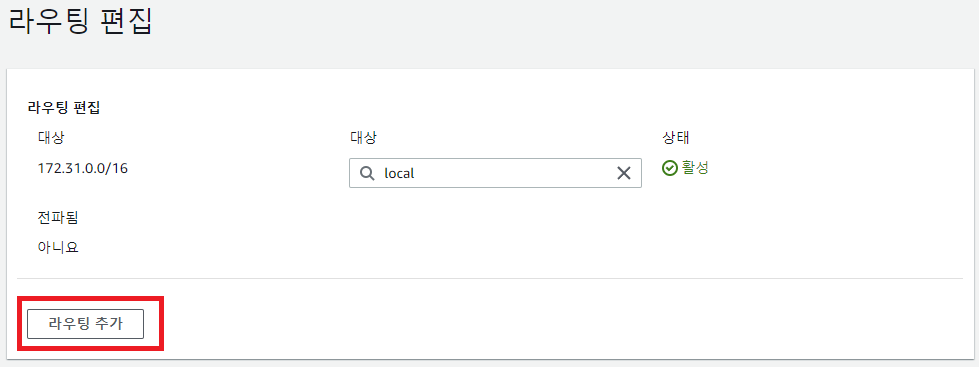 라우팅 편집
라우팅 편집
대상 대상 상태
172.31.0.0/16 local 활성
전파됨
아니요
라우팅 추가